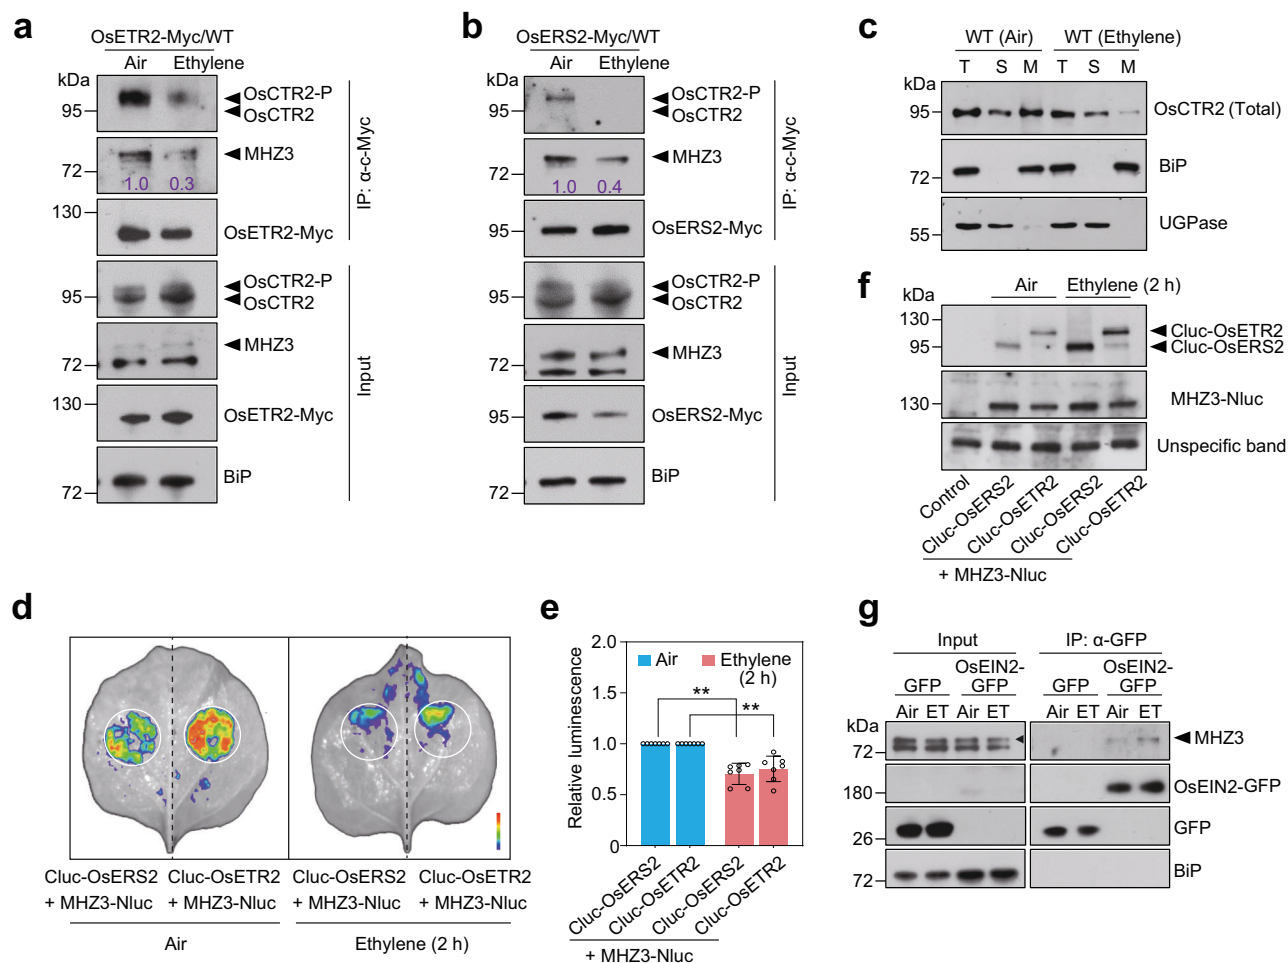 a
OsETR2-Myc/WT
Air Ethylene
kDa
95
OsCTR2-P
OsCTR2
72
MHZ3
1.0 0.3
130
OsETR2-Myc
IP: α-c-Myc
95
OsCTR2-P
OsCTR2
72
MHZ3
130
OsETR2-Myc
72
BiP
Input
b
OsERS2-Myc/WT
Air Ethylene
kDa
95
OsCTR2-P
OsCTR2
72
MHZ3
1.0 0.4
95
OsERS2-Myc
IP: α-c-Myc
95
OsCTR2-P
OsCTR2
72
MHZ3
95
OsERS2-Myc
72
BiP
Input
c
WT (Air) WT (Ethylene)
T S M T S M
kDa
95
OsCTR2 (Total)
72
BiP
55
UGPase
f
Air Ethylene (2 h)
kDa
130
95
Cluc-OsETR2
Cluc-OsERS2
130
MHZ3-Nluc
Unspecific band
Control
Cluc-OsERS2
Cluc-OsETR2
Cluc-OsERS2
Cluc-OsETR2
+ MHZ3-Nluc
d
Cluc-OsERS2 Cluc-OsETR2 Cluc-OsERS2 Cluc-OsETR2
+ MHZ3-Nluc + MHZ3-Nluc + MHZ3-Nluc + MHZ3-Nluc
Air Ethylene (2 h)
e
Relative luminescence
2.0
1.5
1.0
0.5
0
Air
Ethylene
(2 h)
**
**
Cluc-OsERS2
Cluc-OsETR2
Cluc-OsERS2
Cluc-OsETR2
+ MHZ3-Nluc
g
Input IP: α-GFP
OsEIN2- OsEIN2-
GFP GFP GFP GFP
Air ET Air ET Air ET Air ET
kDa
72
MHZ3
180
OsEIN2-GFP
26
GFP
72
BiP